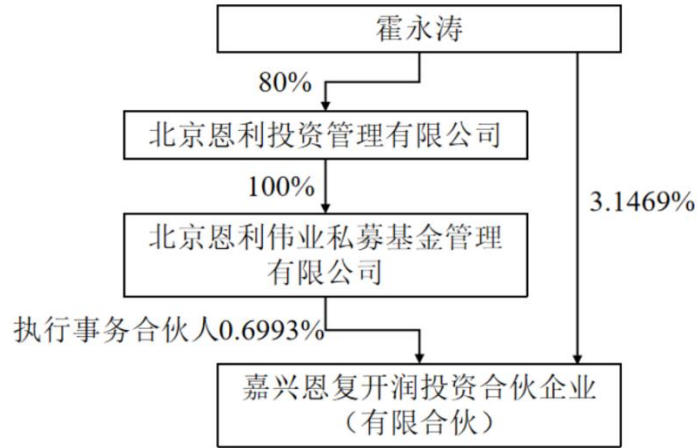 霍永涛
80%
北京恩利投资管理有限公司
100%
3.1469%
北京恩利伟业私募基金管理
有限公司
执行事务合伙人0.6993%
嘉兴恩复开润投资合伙企业
（有限合伙）